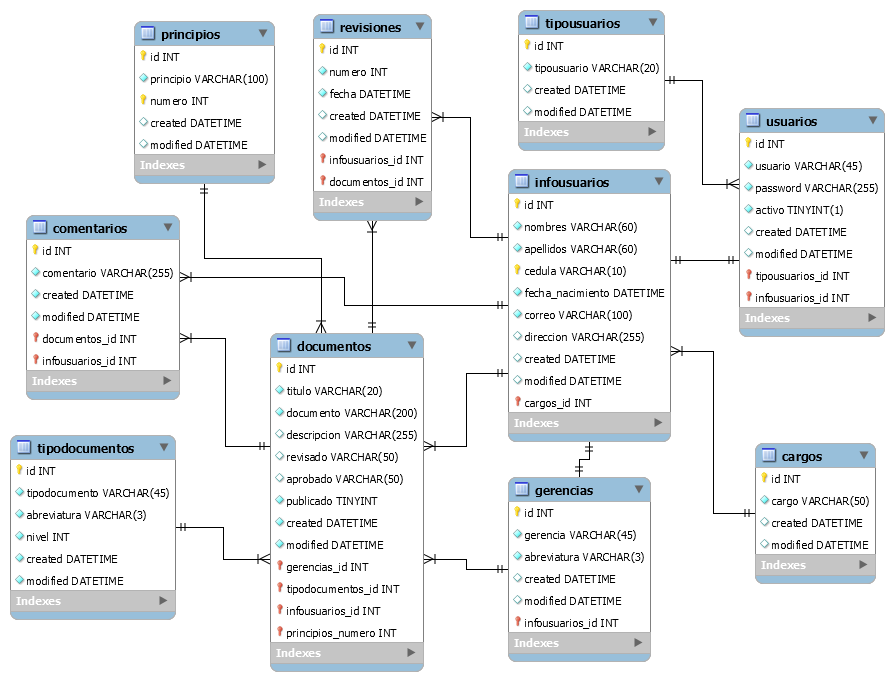 principios
id INT
principio VARCHAR(100)
numero INT
created DATETIME
modified DATETIME
Indexes
revisiones
id INT
numero INT
fecha DATETIME
created DATETIME
modified DATETIME
infousuarios_id INT
documentos_id INT
Indexes
tipousuarios
id INT
tipousuario VARCHAR(20)
created DATETIME
modified DATETIME
Indexes
usuarios
id INT
usuario VARCHAR(45)
password VARCHAR(255)
activo TINYINT(1)
created DATETIME
modified DATETIME
tipousuarios_id INT
infousuarios_id INT
Indexes
infousuarios
id INT
nombres VARCHAR(60)
apellidos VARCHAR(60)
cedula VARCHAR(10)
fecha_nacimiento DATETIME
correo VARCHAR(100)
direccion VARCHAR(255)
created DATETIME
modified DATETIME
cargos_id INT
Indexes
comentarios
id INT
comentario VARCHAR(255)
created DATETIME
modified DATETIME
documentos_id INT
infousuarios_id INT
Indexes
documentos
id INT
titulo VARCHAR(20)
documento VARCHAR(200)
descripcion VARCHAR(255)
revisado VARCHAR(50)
aprobado VARCHAR(50)
publicado TINYINT
created DATETIME
modified DATETIME
gerencias_id INT
tipodocumentos_id INT
infousuarios_id INT
principios_numero INT
Indexes
tipodocumentos
id INT
tipodocumento VARCHAR(45)
abreviatura VARCHAR(3)
nivel INT
created DATETIME
modified DATETIME
Indexes
gerencias
id INT
gerencia VARCHAR(45)
abreviatura VARCHAR(3)
created DATETIME
modified DATETIME
infousuarios_id INT
Indexes
cargos
id INT
cargo VARCHAR(50)
created DATETIME
modified DATETIME
Indexes